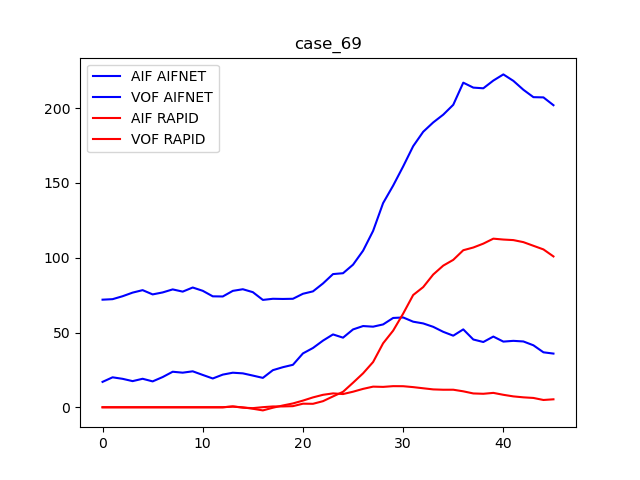 case_69
AIF AIFNET
VOF AIFNET
AIF RAPID
VOF RAPID
200
150
100
50
0
0 10 20 30 40